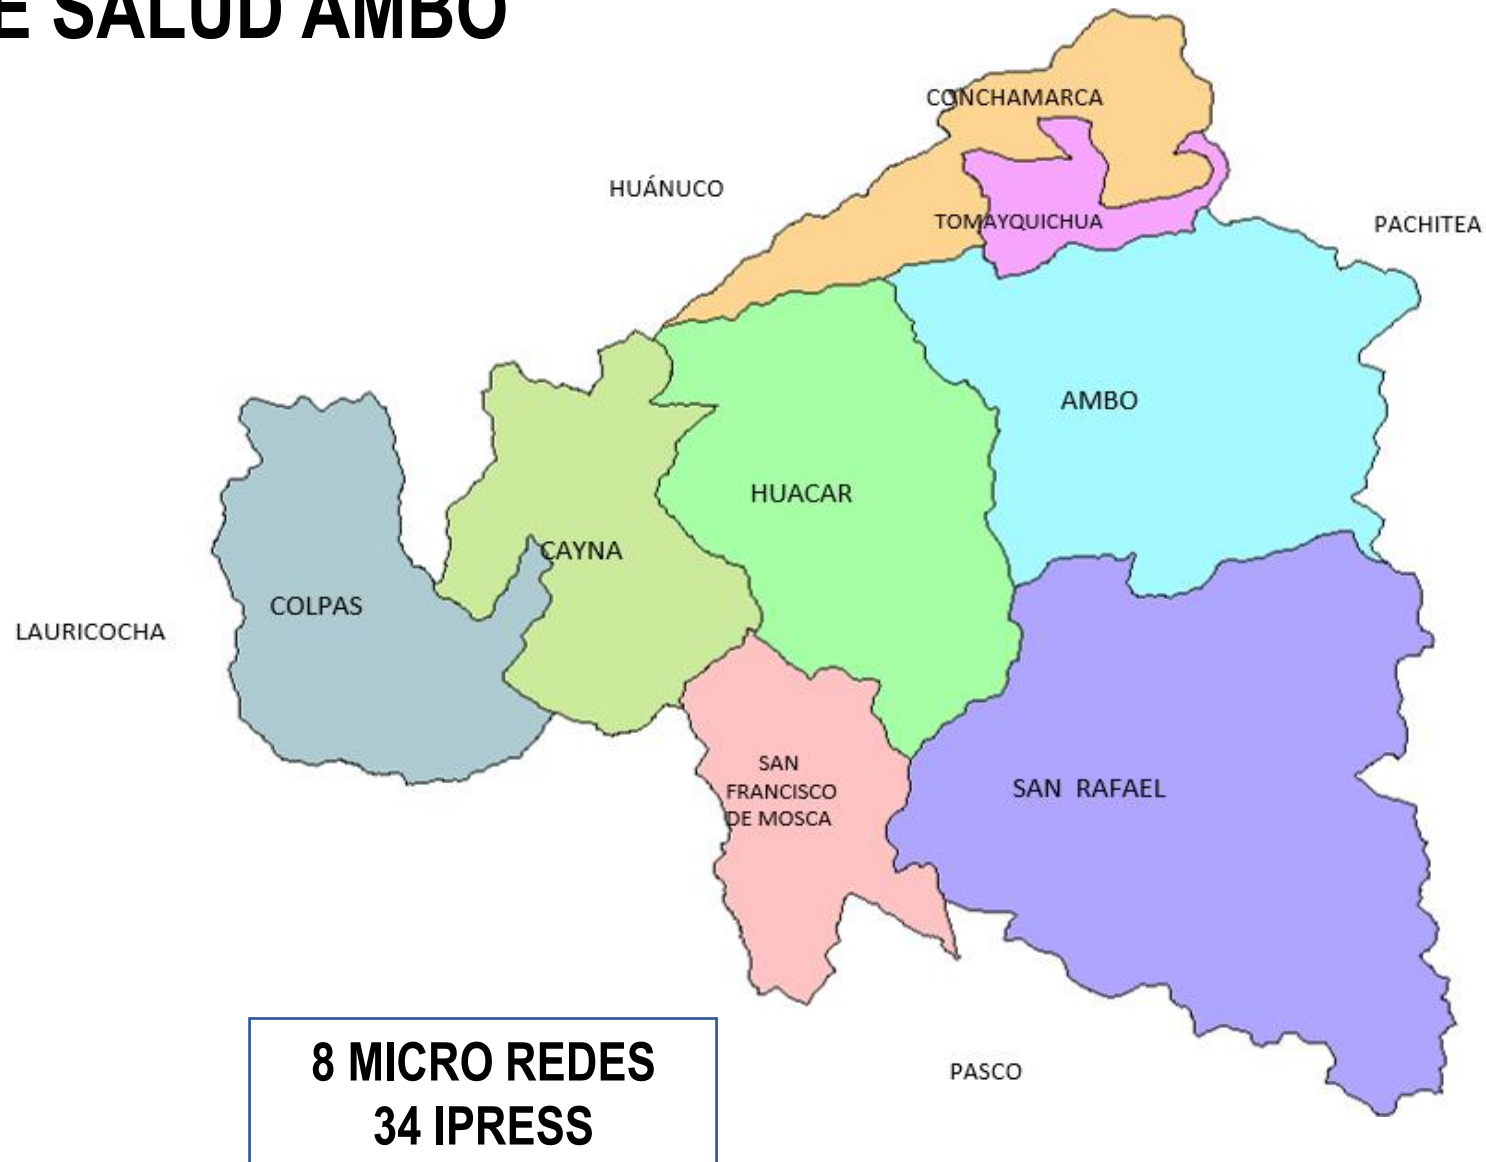 E SALUD AMBO
CONCHAMARCA
HUÁNUCO
TOMAYQUICHUA
PACHITEA
AMBO
HUACAR
CAYNA
COLPAS
LAURICOCHA
SAN
FRANCISCO
DE MOSCA
SAN RAFAEL
8 MICRO REDES
34 IPRESS
PASCO